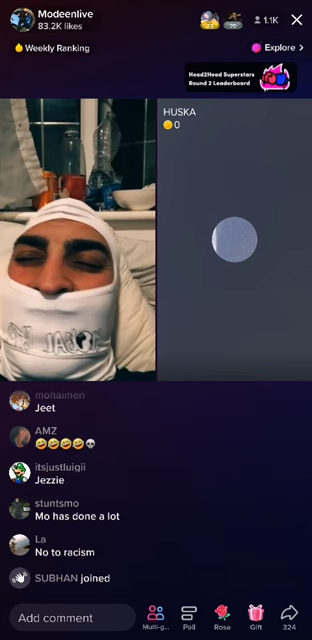 Modeenlive
83.2K likes
1.1K
Weekly Ranking
Explore
Head2Head Superstars
Round 2 Leaderboard
HUSKA
0
mohaimen
Jeet
AMZ
🤣🤣🤣🤣💀
itsjustluigii
Jezzie
stuntsmo
Mo has done a lot
La
No to racism
SUBHAN joined
Add comment
Multi-g...
Poll
Rose
Gift
324